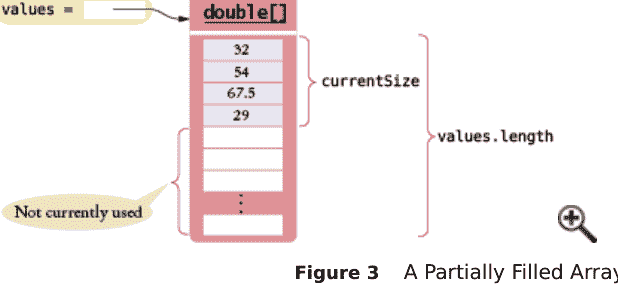 values =
double[]
32
54
67.5
29
currentSize
values.length
Not currently used
Figure 3 A Partially Filled Array